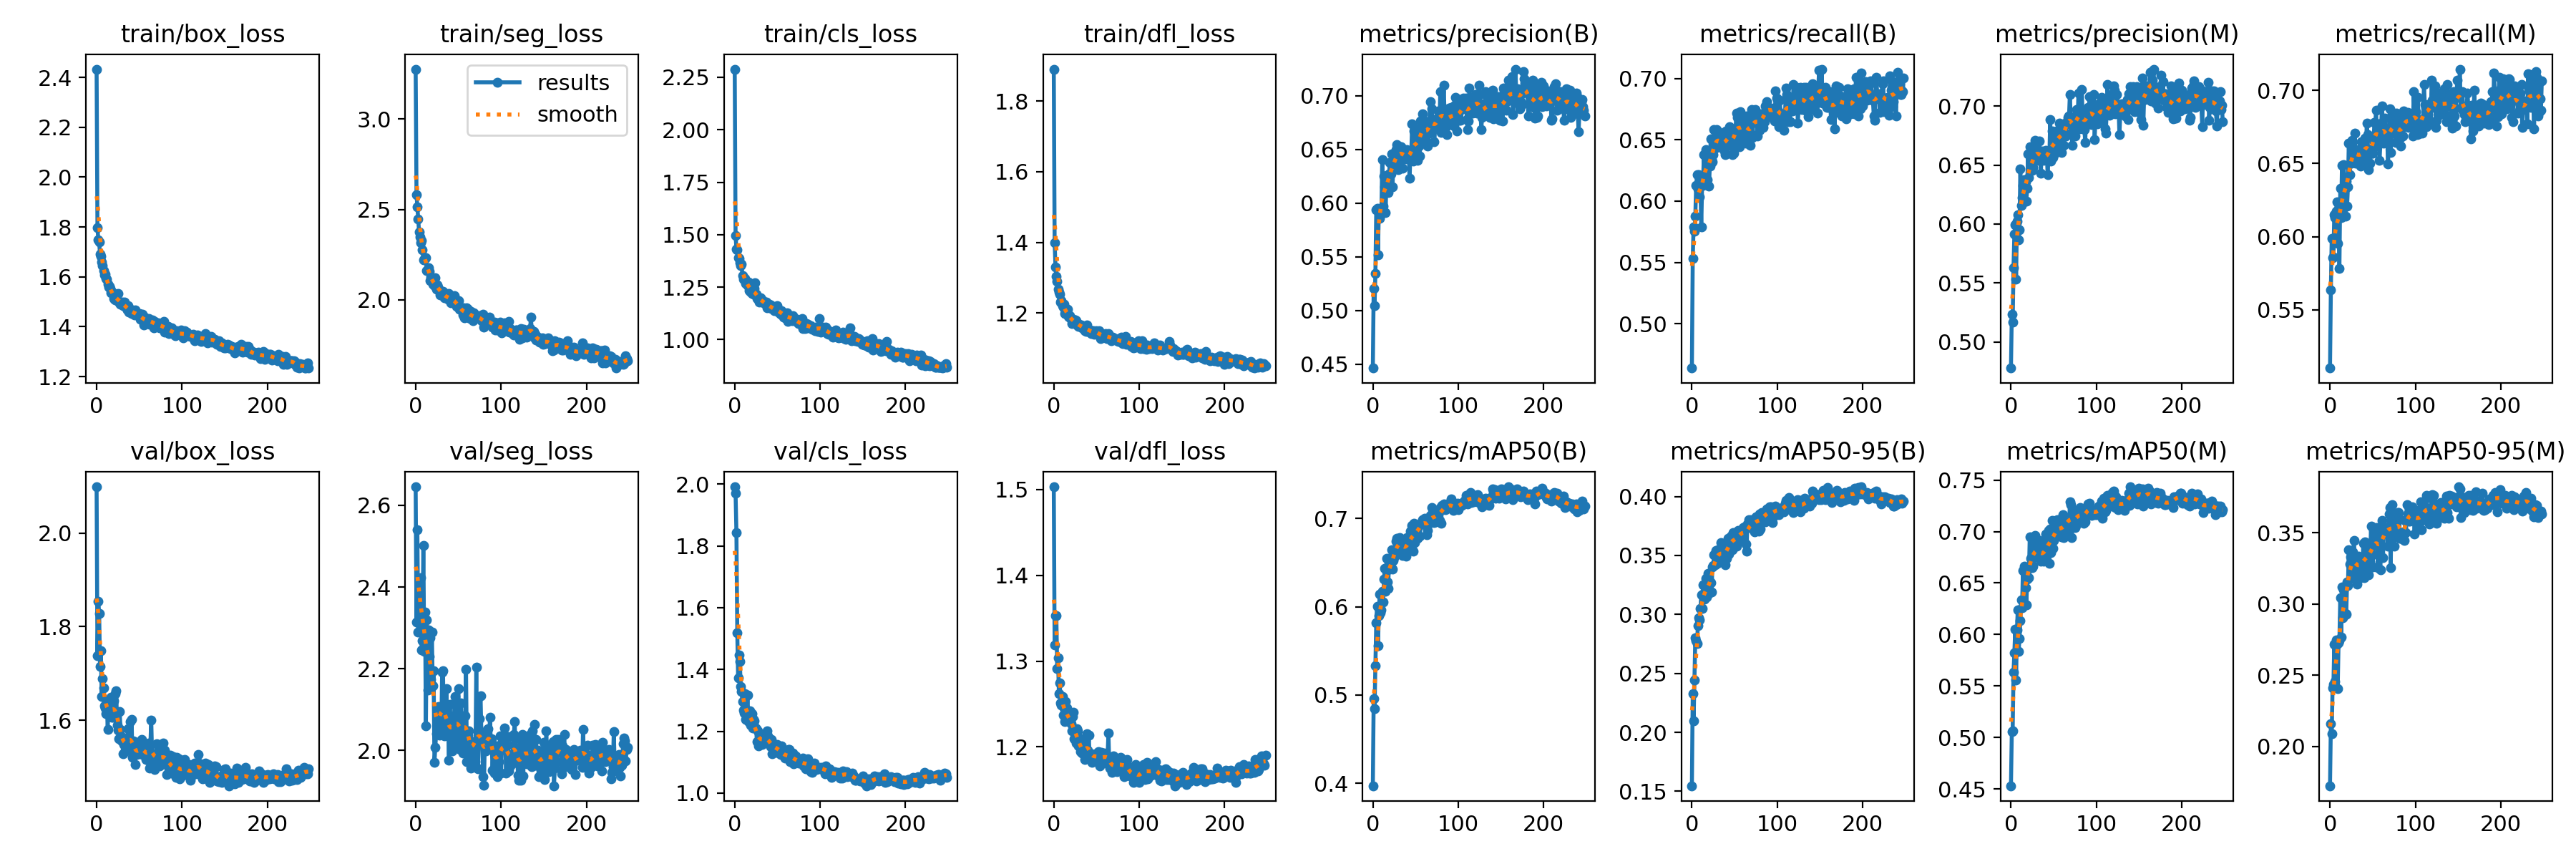 train/box_loss
2.4
2.2
2.0
1.8
1.6
1.4
1.2
0 100 200
train/seg_loss
results
smooth
3.0
2.5
2.0
0 100 200
train/cls_loss
2.25
2.00
1.75
1.50
1.25
1.00
0 100 200
train/dfl_loss
1.8
1.6
1.4
1.2
0 100 200
metrics/precision(B)
0.70
0.65
0.60
0.55
0.50
0.45
0 100 200
metrics/recall(B)
0.70
0.65
0.60
0.55
0.50
0 100 200
metrics/precision(M)
0.70
0.65
0.60
0.55
0.50
0 100 200
metrics/recall(M)
0.70
0.65
0.60
0.55
0 100 200
val/box_loss
2.0
1.8
1.6
0 100 200
val/seg_loss
2.6
2.4
2.2
2.0
0 100 200
val/cls_loss
2.0
1.8
1.6
1.4
1.2
1.0
0 100 200
val/dfl_loss
1.5
1.4
1.3
1.2
0 100 200
metrics/mAP50(B)
0.7
0.6
0.5
0.4
0 100 200
metrics/mAP50-95(B)
0.40
0.35
0.30
0.25
0.20
0.15
0 100 200
metrics/mAP50(M)
0.75
0.70
0.65
0.60
0.55
0.50
0.45
0 100 200
metrics/mAP50-95(M)
0.35
0.30
0.25
0.20
0 100 200